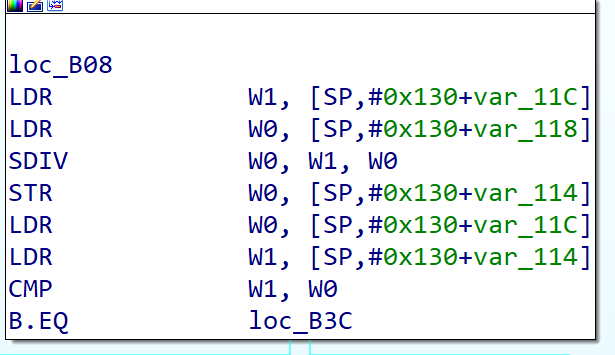 loc_B08
LDR W1, [SP,#0x130+var_11C]
LDR W0, [SP,#0x130+var_118]
SDIV W0, W1, W0
STR W0, [SP,#0x130+var_114]
LDR W0, [SP,#0x130+var_11C]
LDR W1, [SP,#0x130+var_114]
CMP W1, W0
B.EQ loc_B3C